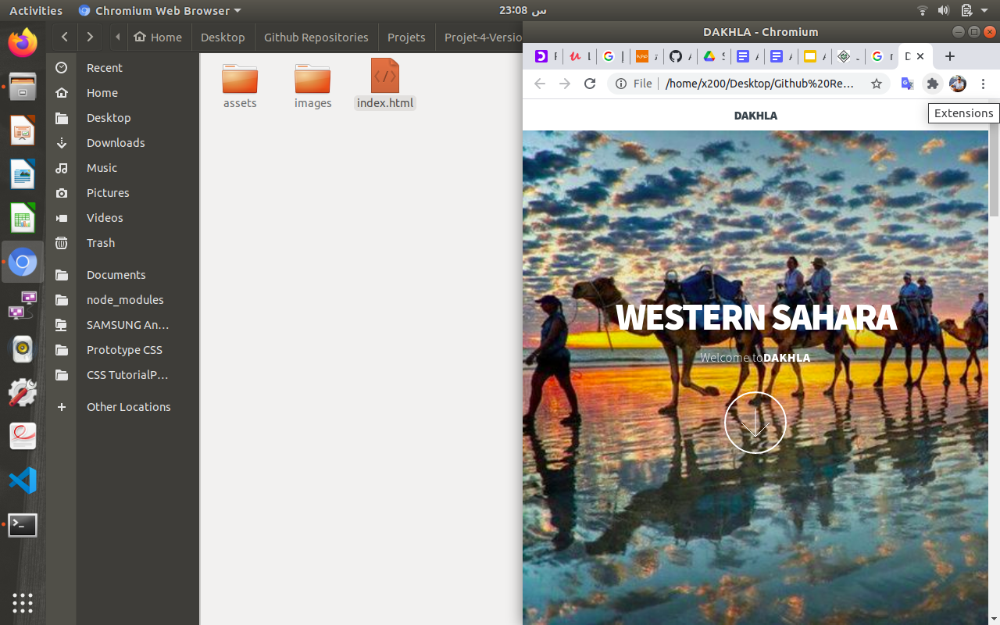 Activities
Chromium Web Browser
23:08 س
Home
Desktop
Github Repositories
Projets
Projet-4-Versio
Recent
Home
Desktop
Downloads
Music
Pictures
Videos
Trash
Documents
node_modules
SAMSUNG An…
Prototype CSS
CSS TutorialP…
Other Locations
assets
images
index.html
DAKHLA - Chromium
File
/home/x200/Desktop/Github%20Re…
Extensions
DAKHLA
WESTERN SAHARA
Welcome toDAKHLA